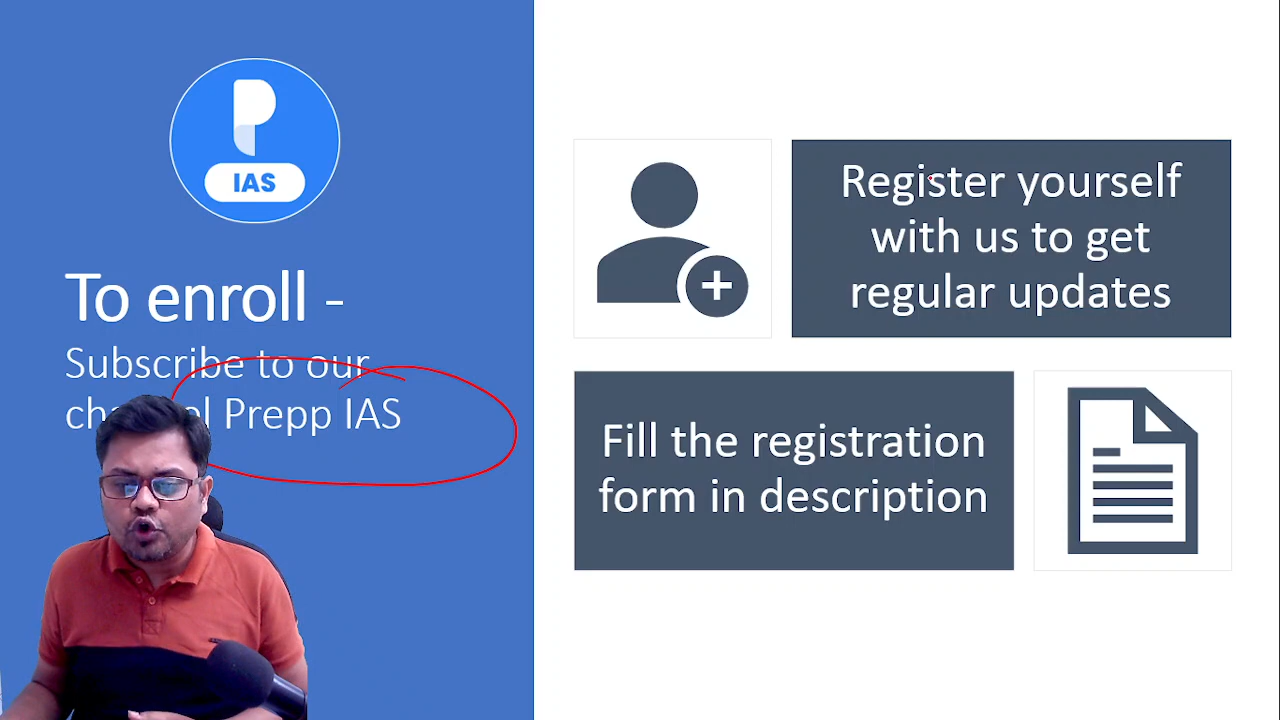 IAS
To enroll -
Subscribe to our
channel Prepp IAS
Register yourself
with us to get
regular updates
Fill the registration
form in description